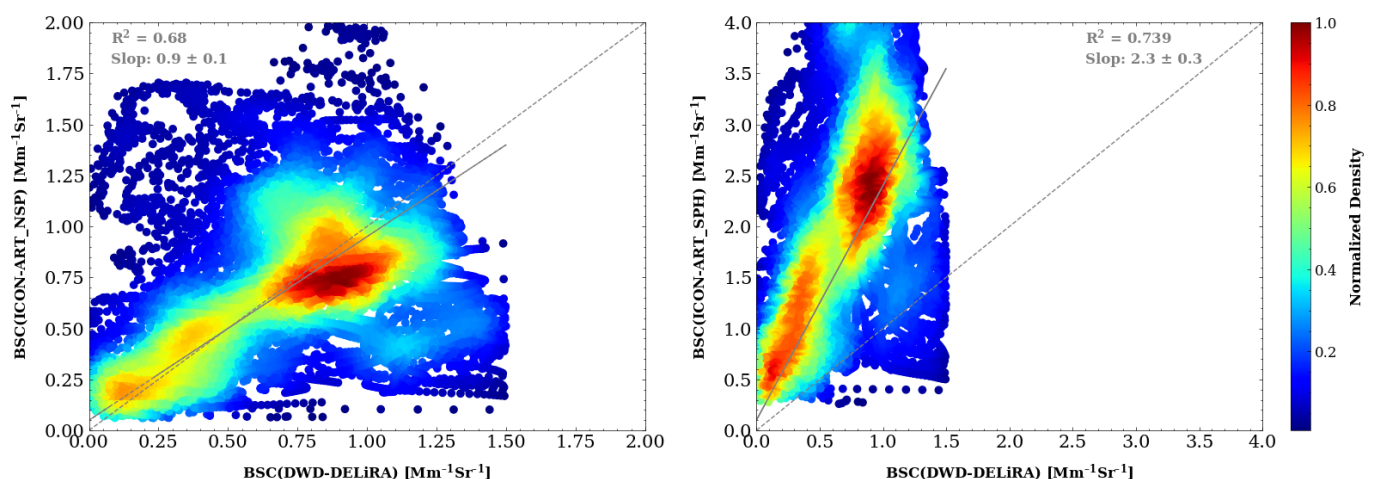 R² = 0.68
Slop: 0.9 ± 0.1
2.00
1.75
1.50
1.25
1.00
0.75
0.50
0.25
0.00
BSC(ICON-ART_NSP) [Mm⁻¹Sr⁻¹]
0.00 0.25 0.50 0.75 1.00 1.25 1.50 1.75 2.00
BSC(DWD-DELiRA) [Mm⁻¹Sr⁻¹]
R² = 0.739
Slop: 2.3 ± 0.3
4.0
3.5
3.0
2.5
2.0
1.5
1.0
0.5
0.0
BSC(ICON-ART_SPH) [Mm⁻¹Sr⁻¹]
0.0 0.5 1.0 1.5 2.0 2.5 3.0 3.5 4.0
BSC(DWD-DELiRA) [Mm⁻¹Sr⁻¹]
1.0
0.8
0.6
0.4
0.2
Normalized Density